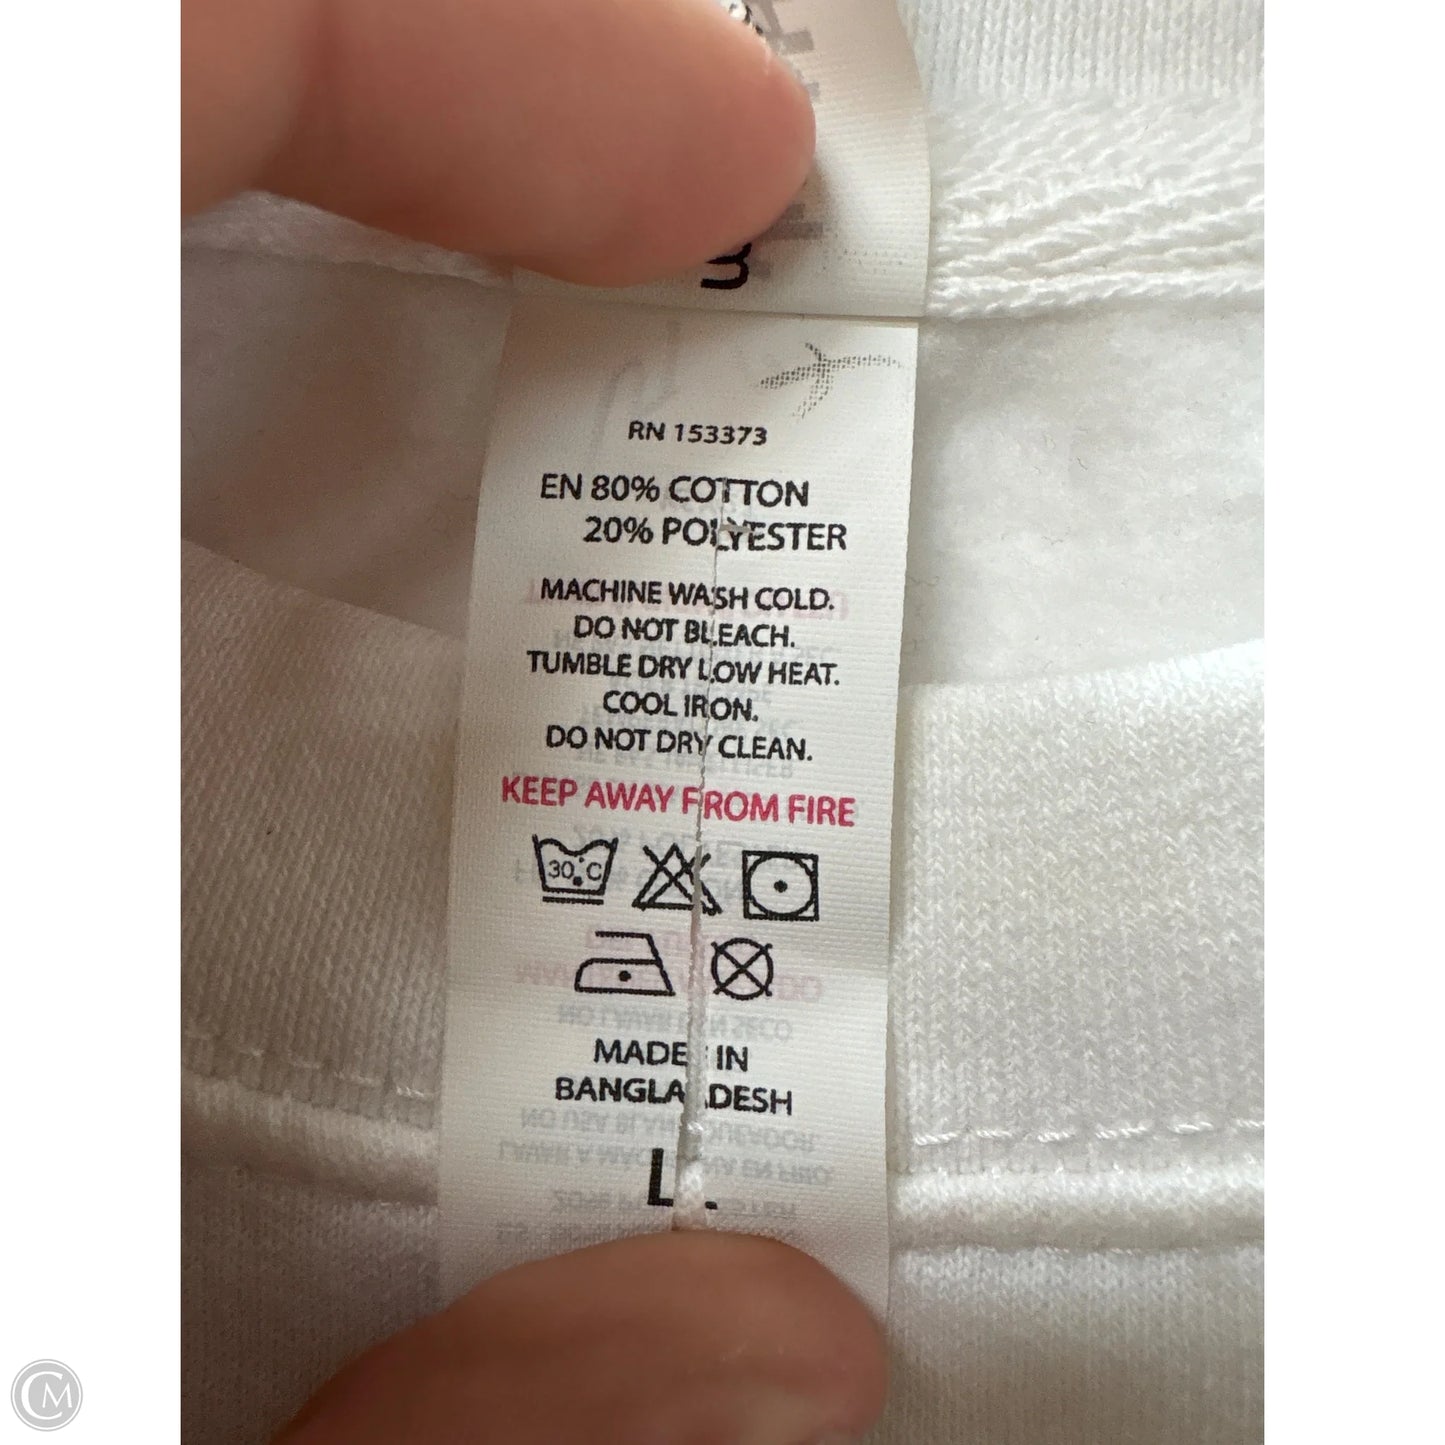 RN 153373
EN 80% COTTON
20% POLYESTER
MACHINE WASH COLD.
DO NOT BLEACH.
TUMBLE DRY LOW HEAT.
COOL IRON.
DO NOT DRY CLEAN.
KEEP AWAY FROM FIRE
30°C
MADE IN
BANGLADESH
L
CM